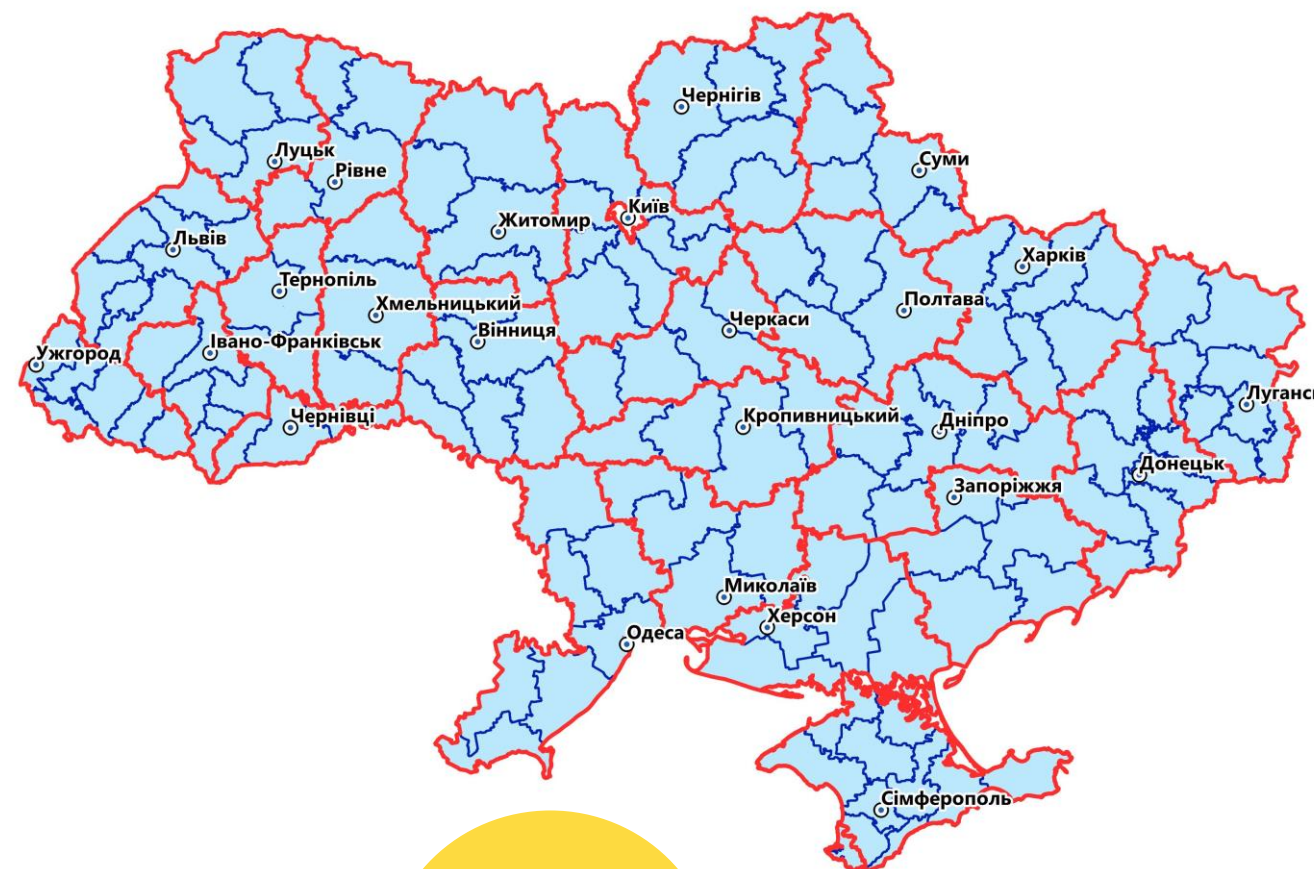 Чернігів
Луцьк
Рівне
Суми
Київ
Житомир
Львів
Харків
Тернопіль
Хмельницький
Полтава
Вінниця
Черкаси
Івано-Франківськ
Ужгород
Лугансь
Чернівці
Кропивницький
Дніпро
Донецьк
Запоріжжя
Миколаїв
Херсон
Одеса
Сімферополь